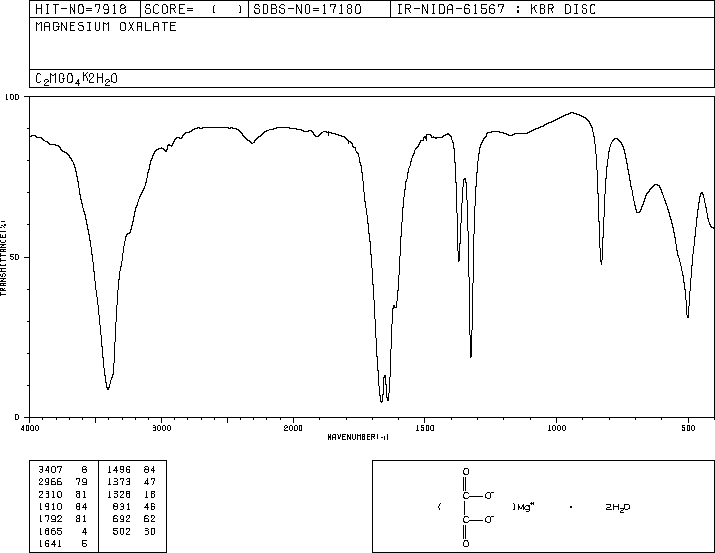 HIT-NO=7918 SCORE= ( ) SDBS-NO=17180 IR-NIDA-61567 : KBR DISC
MAGNESIUM OXALATE
C2MGO4K2H2O
100
50
0
TRANSMITTANCE(%)
4000 3000 2000 1500 1000 500
WAVENUMBER(-1)
3407 8 1496 84
2966 79 1373 47
2310 81 1328 18
1910 84 831 46
1792 81 692 62
1665 4 502 30
1641 5
O
( C—O⁻ )Mg⁺⁺ · 2H2O
C—O⁻
O